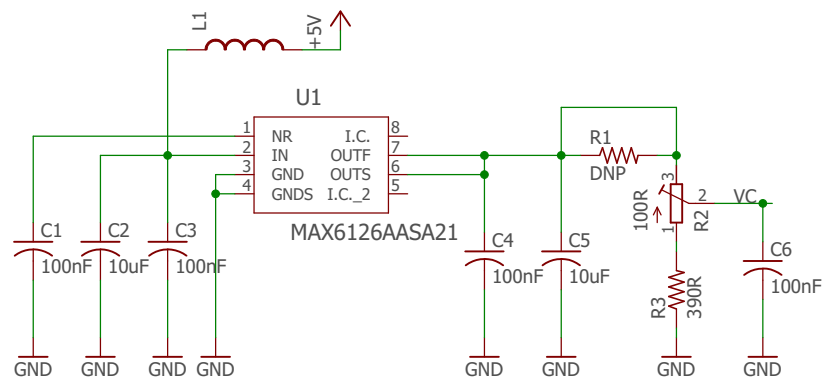 L1
+5V
U1
1 NR I.C. 8
2 IN OUTF 7
3 GND OUTS 6
4 GNDS I.C._2 5
MAX6126AASA21
R1
DNP
3
100R
2
VC
1
R2
C1
100nF
C2
10uF
C3
100nF
C4
100nF
C5
10uF
R3
390R
C6
100nF
GND GND GND GND GND GND GND GND